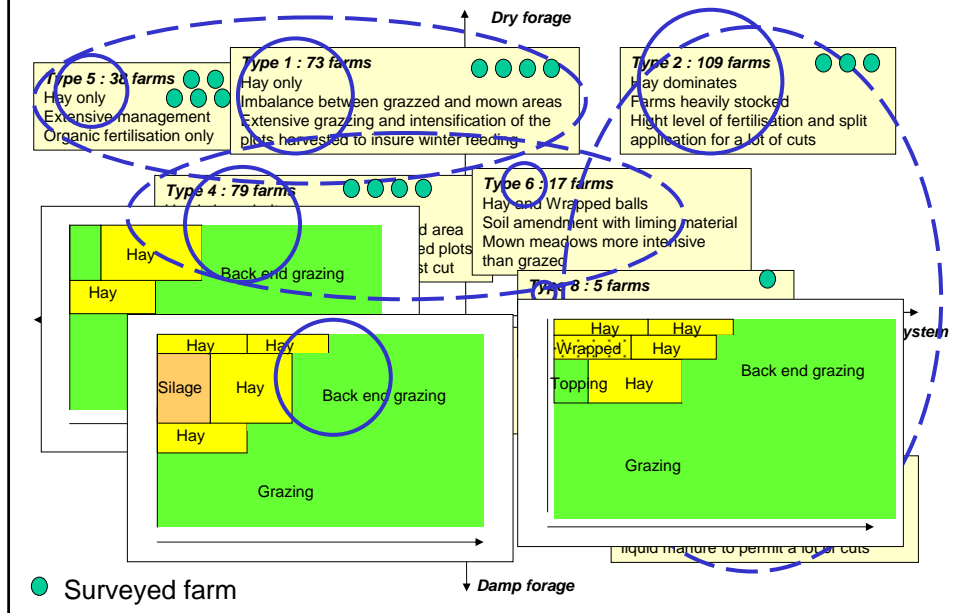 Dry forage
Type 5 : 38 farms
Hay only
Extensive management
Organic fertilisation only
Type 1 : 73 farms
Hay only
Imbalance between grazzed and mown areas
Extensive grazing and intensification of the
plots harvested to insure winter feeding
Type 2 : 109 farms
Hay dominates
Farms heavily stocked
Hight level of fertilisation and split
application for a lot of cuts
Type 4 : 79 farms
d area
ed plots
st cut
Type 6 : 17 farms
Hay and Wrapped balls
Soil amendment with liming material
Mown meadows more intensive
than grazed
Type 8 : 5 farms
ystem
Hay
Back end grazing
Hay
Hay Hay
Silage Hay
Back end grazing
Hay
Grazing
Hay Hay
Wrapped Hay
Back end grazing
Topping Hay
Grazing
liquid manure to permit a lot of cuts
Damp forage
Surveyed farm